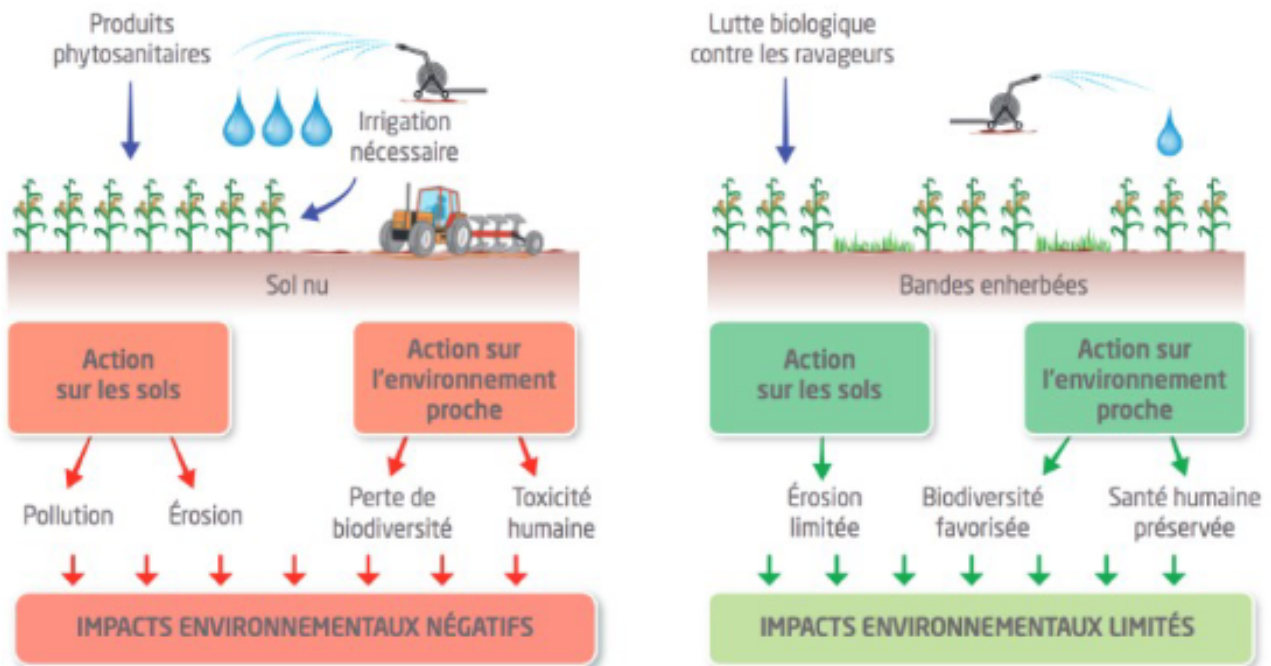 Produits
phytosanitaires
Irrigation
nécessaire
Sol nu
Action
sur les sols
Action sur
l'environnement
proche
Pollution
Érosion
Perte de
biodiversité
Toxicité
humaine
IMPACTS ENVIRONNEMENTAUX NÉGATIFS
Lutte biologique
contre les ravageurs
Bandes enherbées
Action
sur les sols
Action sur
l'environnement
proche
Érosion
limitée
Biodiversité
favorisée
Santé humaine
préservée
IMPACTS ENVIRONNEMENTAUX LIMITÉS